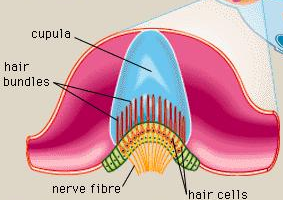 cupula
hair
bundles
nerve fibre
hair cells